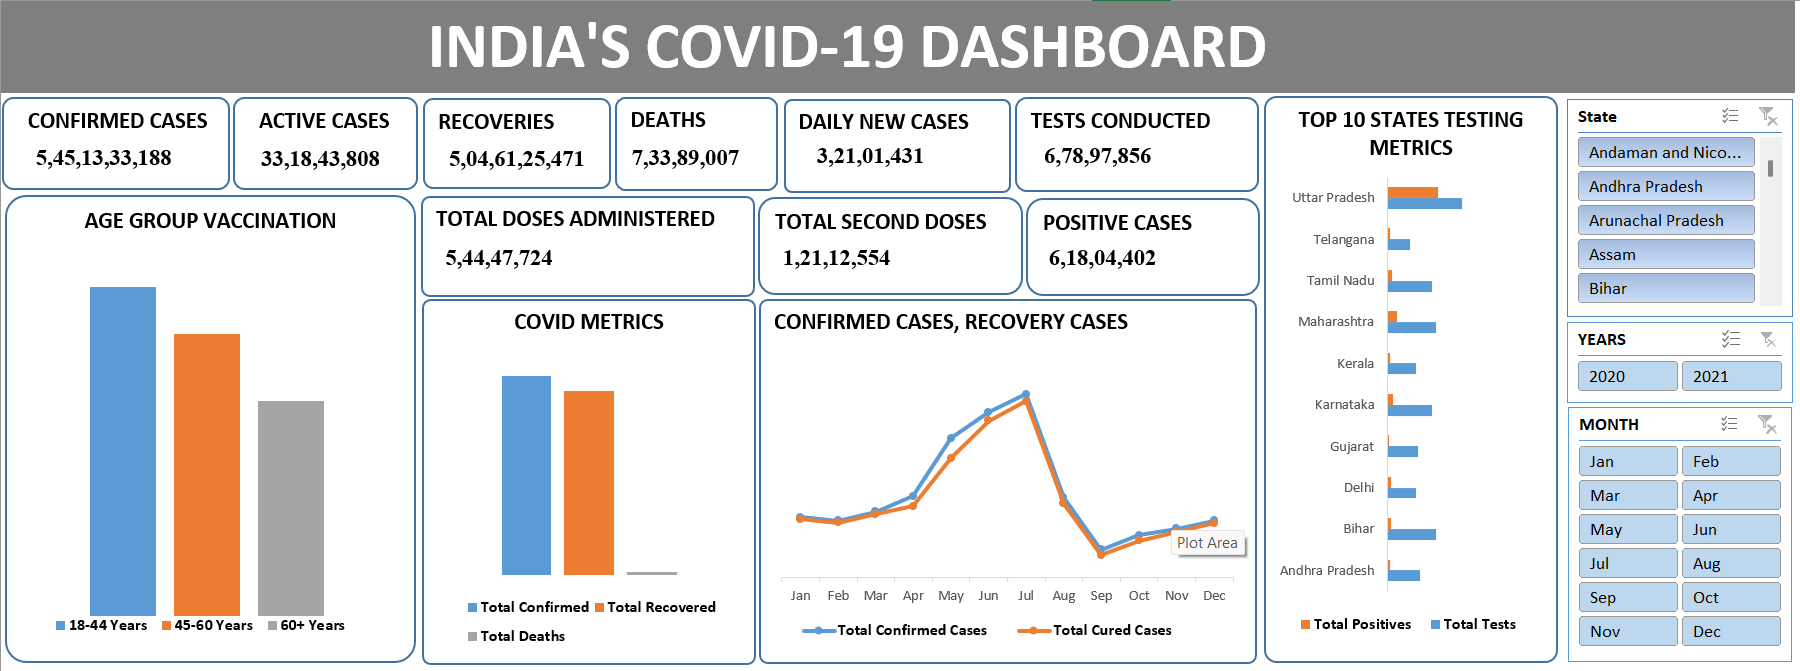 INDIA'S COVID-19 DASHBOARD
CONFIRMED CASES
5,45,13,33,188
ACTIVE CASES
33,18,43,808
RECOVERIES
5,04,61,25,471
DEATHS
7,33,89,007
DAILY NEW CASES
3,21,01,431
TESTS CONDUCTED
6,78,97,856
AGE GROUP VACCINATION
18-44 Years 45-60 Years 60+ Years
TOTAL DOSES ADMINISTERED
5,44,47,724
TOTAL SECOND DOSES
1,21,12,554
POSITIVE CASES
6,18,04,402
COVID METRICS
Total Confirmed Total Recovered
Total Deaths
CONFIRMED CASES, RECOVERY CASES
Plot Area
Jan Feb Mar Apr May Jun Jul Aug Sep Oct Nov Dec
Total Confirmed Cases Total Cured Cases
TOP 10 STATES TESTING
METRICS
Uttar Pradesh
Telangana
Tamil Nadu
Maharashtra
Kerala
Karnataka
Gujarat
Delhi
Bihar
Andhra Pradesh
Total Positives Total Tests
State
Andaman and Nico...
Andhra Pradesh
Arunachal Pradesh
Assam
Bihar
YEARS
2020 2021
MONTH
Jan Feb
Mar Apr
May Jun
Jul Aug
Sep Oct
Nov Dec